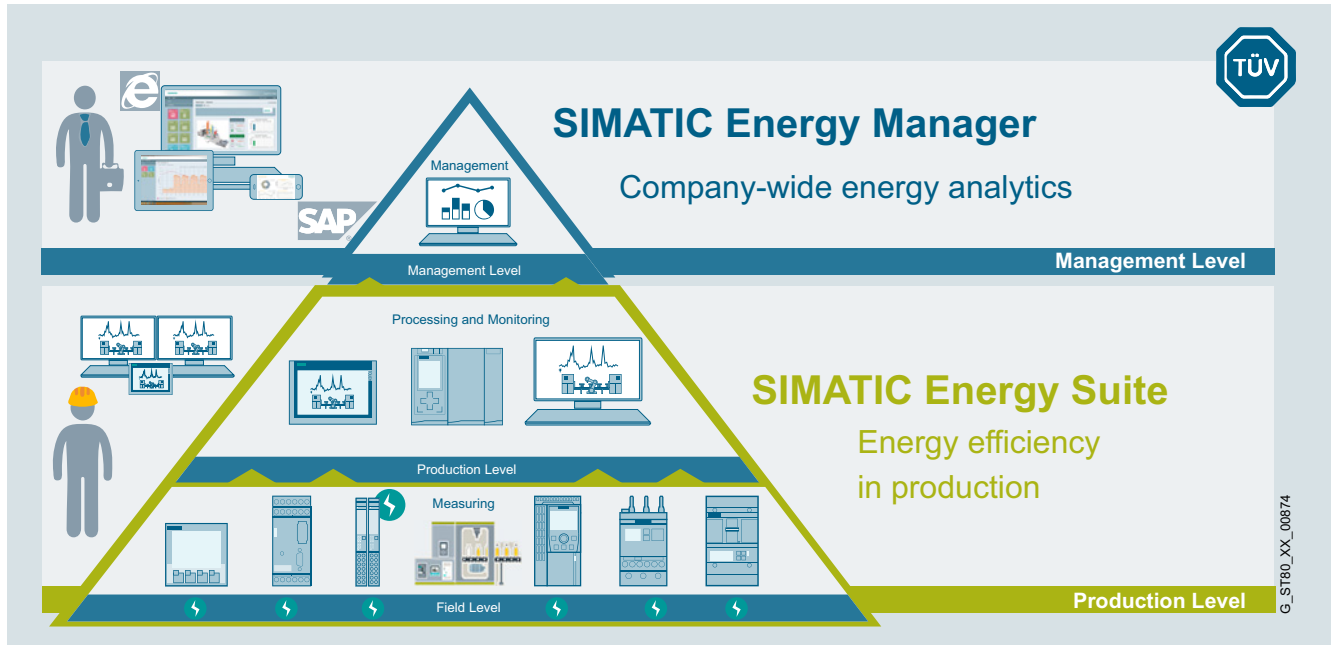 TÜV
SIMATIC Energy Manager
Company-wide energy analytics
SAP
Management
Management Level
Management Level
Processing and Monitoring
SIMATIC Energy Suite
Energy efficiency
in production
Production Level
Measuring
Field Level
Production Level
G_ST80_XX_00874